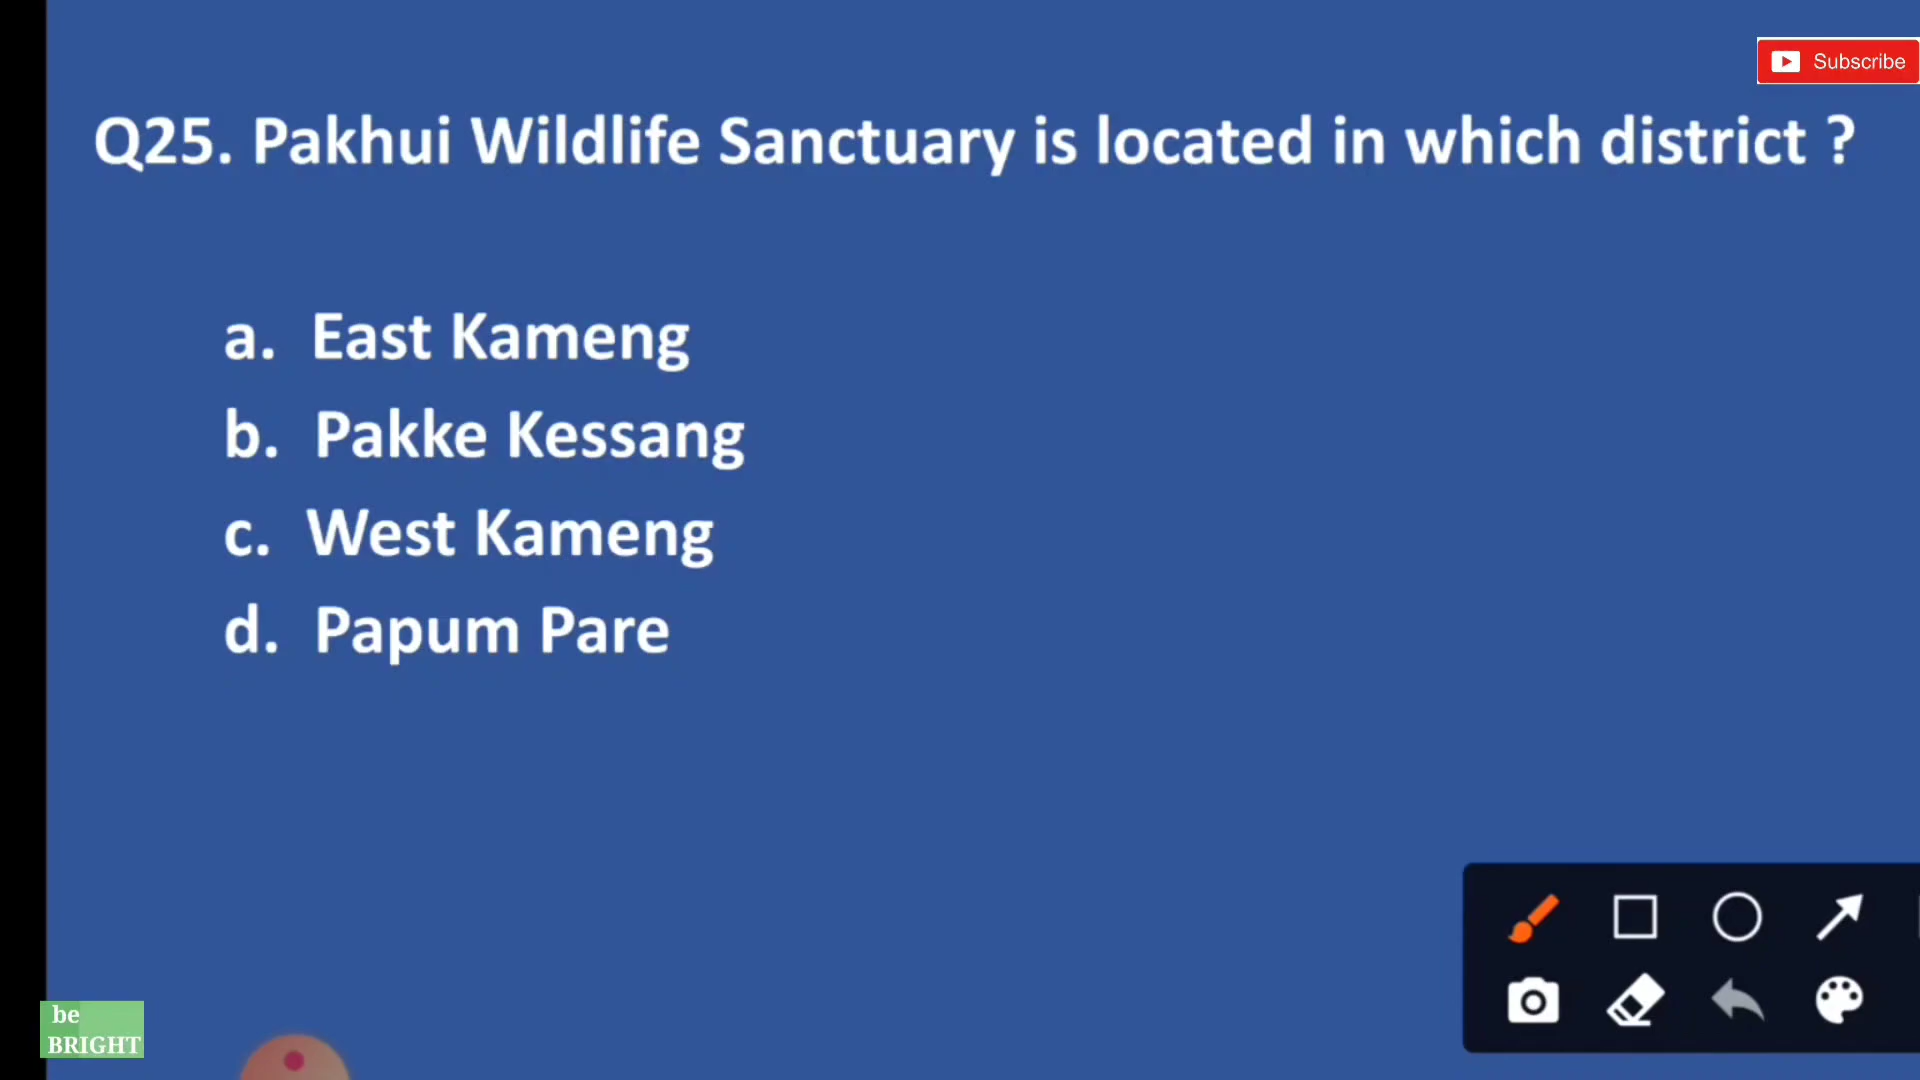 Subscribe
Q25. Pakhui Wildlife Sanctuary is located in which district ?
a. East Kameng
b. Pakke Kessang
c. West Kameng
d. Papum Pare
be
BRIGHT